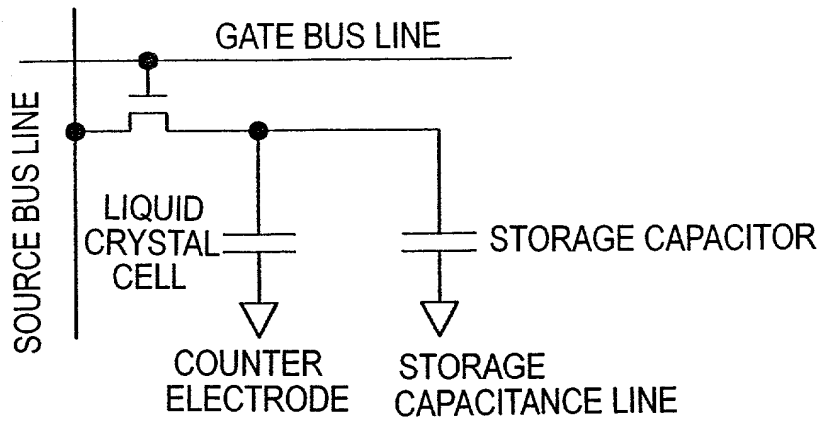 GATE BUS LINE
SOURCE BUS LINE
LIQUID
CRYSTAL
CELL
STORAGE CAPACITOR
COUNTER
ELECTRODE
STORAGE
CAPACITANCE LINE